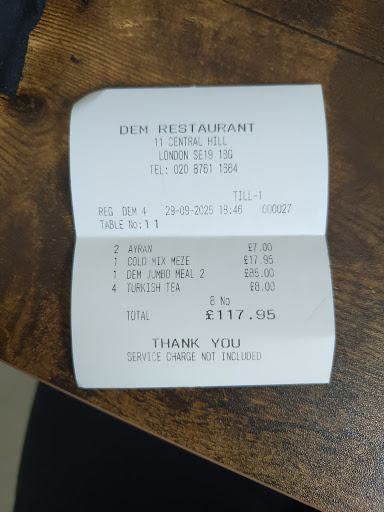 DEM RESTAURANT
11 CENTRAL HILL
LONDON SE19 1BG
TEL: 020 8761 1664
TILL-1
REG DEM 4 29-09-2025 18:46 000027
TABLE No:11
2 AYRAN £7.00
1 COLD MIX MEZE £17.95
1 DEM JUMBO MEAL 2 £85.00
4 TURKISH TEA £8.00
8 No
TOTAL £117.95
THANK YOU
SERVICE CHARGE NOT INCLUDED